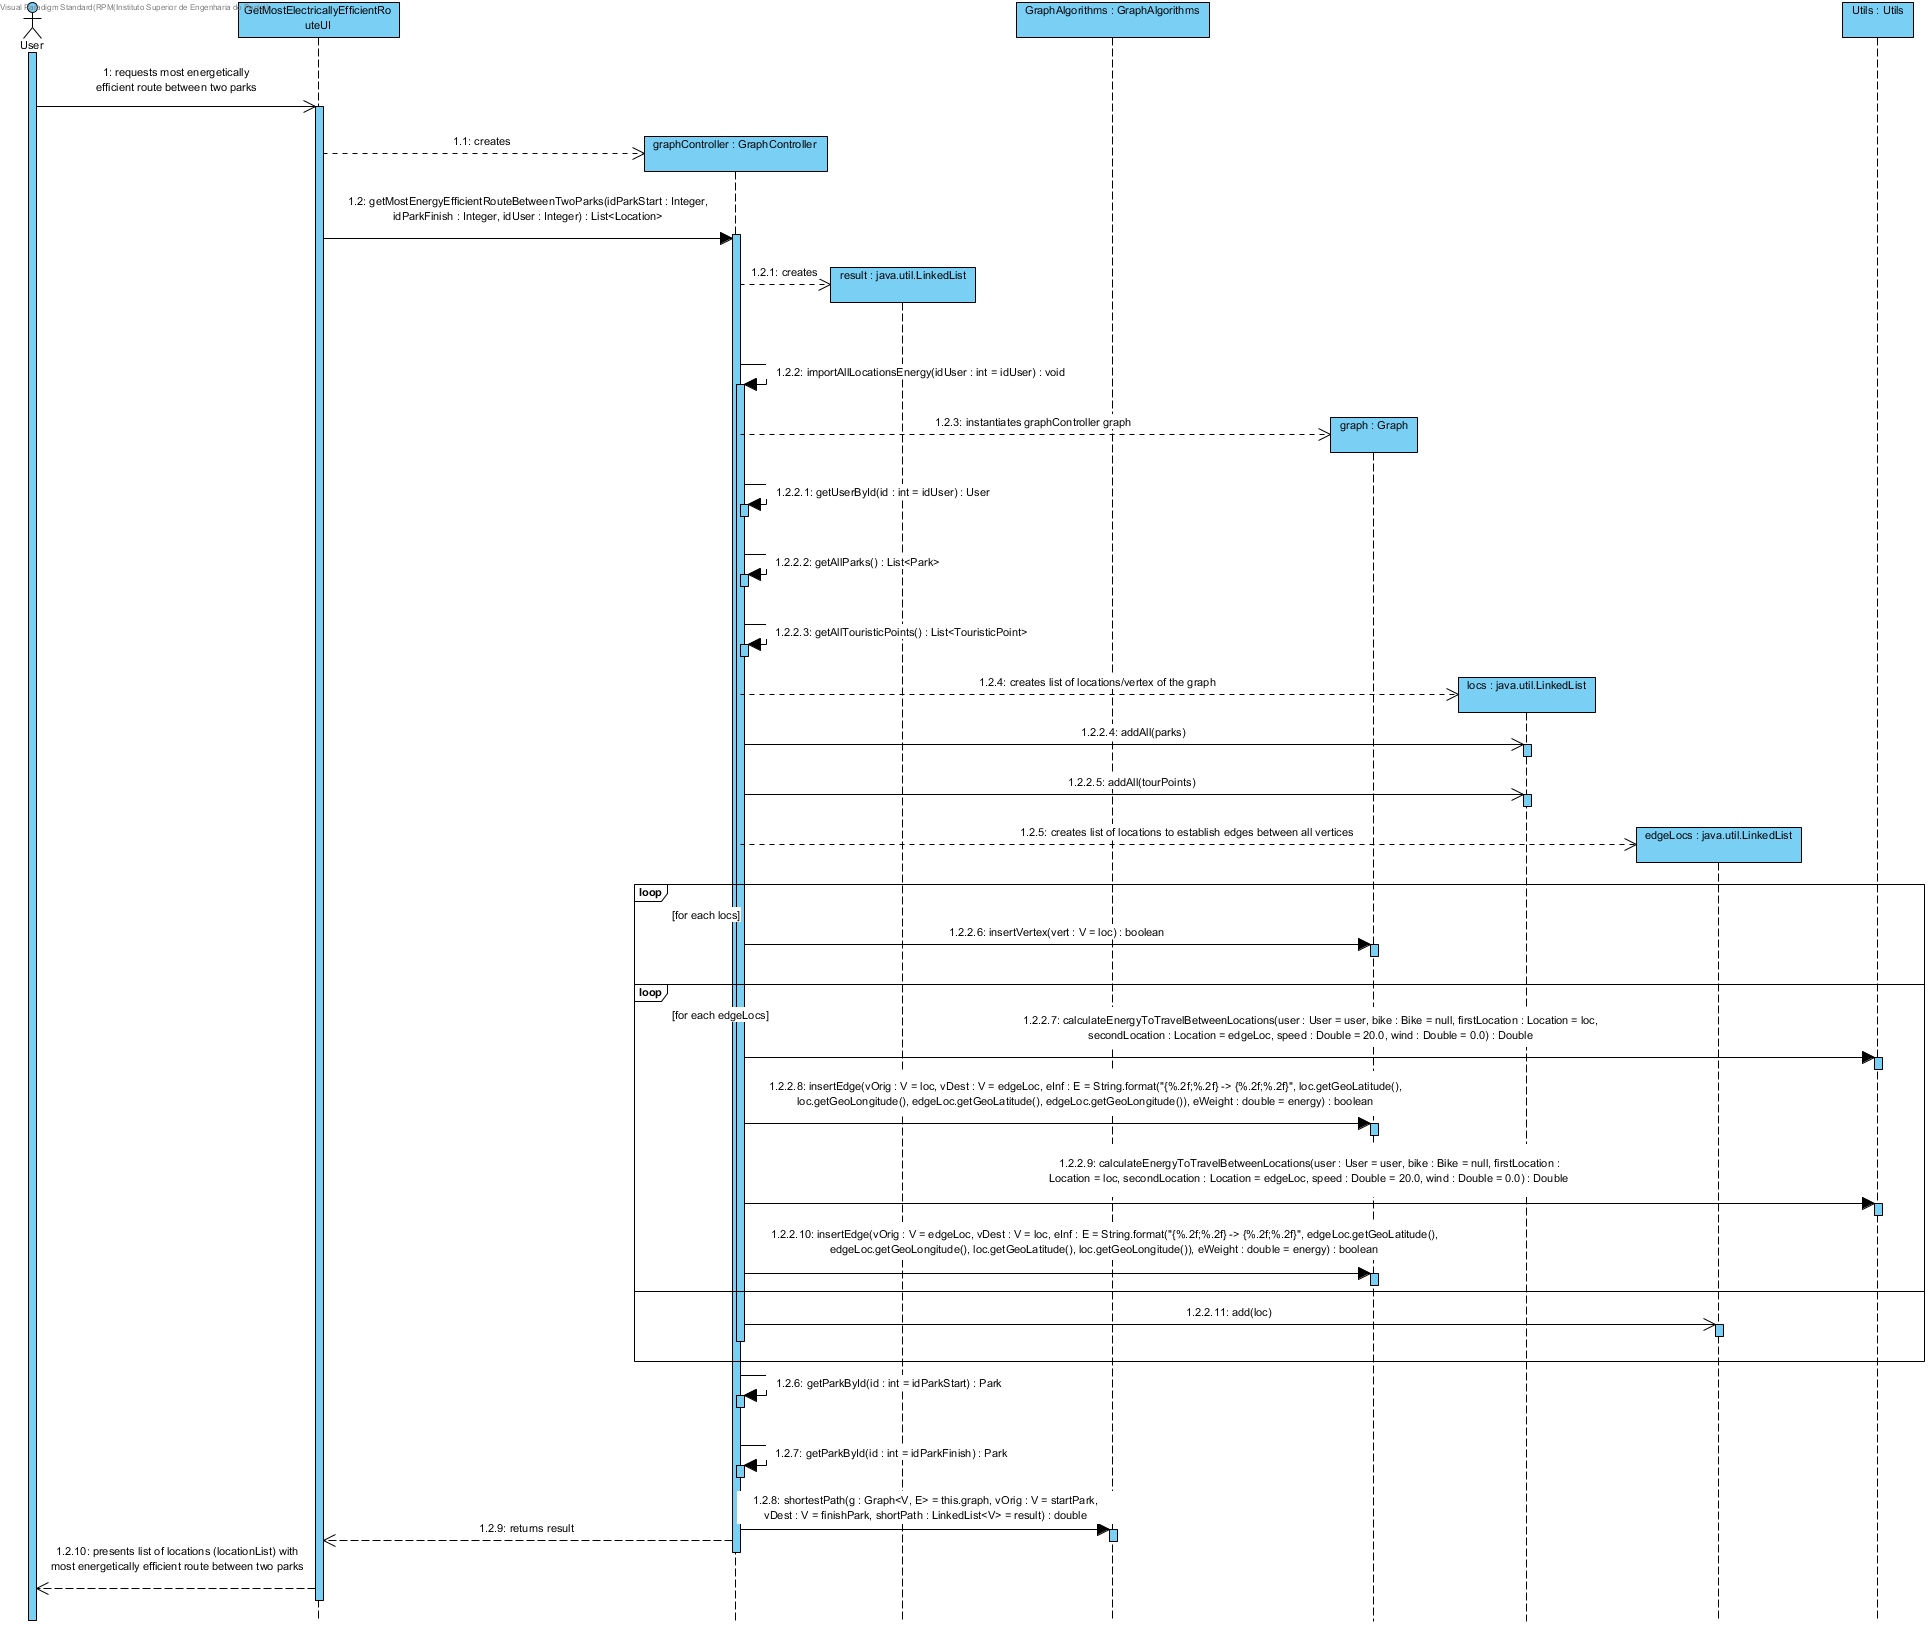 Visual Paradigm Standard(RPM(Instituto Superior de Engenharia de
User
GetMostElectricallyEfficientRo
uteUI
GraphAlgorithms : GraphAlgorithms
Utils : Utils
1: requests most energetically
efficient route between two parks
1.1: creates
graphController : GraphController
1.2: getMostEnergyEfficientRouteBetweenTwoParks(idParkStart : Integer,
idParkFinish : Integer, idUser : Integer) : List<Location>
1.2.1: creates
result : java.util.LinkedList
1.2.2: importAllLocationsEnergy(idUser : int = idUser) : void
1.2.3: instantiates graphController graph
graph : Graph
1.2.2.1: getUserById(id : int = idUser) : User
1.2.2.2: getAllParks() : List<Park>
1.2.2.3: getAllTouristicPoints() : List<TouristicPoint>
1.2.4: creates list of locations/vertex of the graph
locs : java.util.LinkedList
1.2.2.4: addAll(parks)
1.2.2.5: addAll(tourPoints)
1.2.5: creates list of locations to establish edges between all vertices
edgeLocs : java.util.LinkedList
loop
[for each locs]
1.2.2.6: insertVertex(vert : V = loc) : boolean
loop
[for each edgeLocs]
1.2.2.7: calculateEnergyToTravelBetweenLocations(user : User = user, bike : Bike = null, firstLocation : Location = loc,
secondLocation : Location = edgeLoc, speed : Double = 20.0, wind : Double = 0.0) : Double
1.2.2.8: insertEdge(vOrig : V = loc, vDest : V = edgeLoc, eInf : E = String.format("{%.2f;%.2f} -> {%.2f;%.2f}", loc.getGeoLatitude(),
loc.getGeoLongitude(), edgeLoc.getGeoLatitude(), edgeLoc.getGeoLongitude()), eWeight : double = energy) : boolean
1.2.2.9: calculateEnergyToTravelBetweenLocations(user : User = user, bike : Bike = null, firstLocation :
Location = loc, secondLocation : Location = edgeLoc, speed : Double = 20.0, wind : Double = 0.0) : Double
1.2.2.10: insertEdge(vOrig : V = edgeLoc, vDest : V = loc, eInf : E = String.format("{%.2f;%.2f} -> {%.2f;%.2f}", edgeLoc.getGeoLatitude(),
edgeLoc.getGeoLongitude(), loc.getGeoLatitude(), loc.getGeoLongitude()), eWeight : double = energy) : boolean
1.2.2.11: add(loc)
1.2.6: getParkById(id : int = idParkStart) : Park
1.2.7: getParkById(id : int = idParkFinish) : Park
1.2.8: shortestPath(g : Graph<V, E> = this.graph, vOrig : V = startPark,
vDest : V = finishPark, shortPath : LinkedList<V> = result) : double
1.2.9: returns result
1.2.10: presents list of locations (locationList) with
most energetically efficient route between two parks